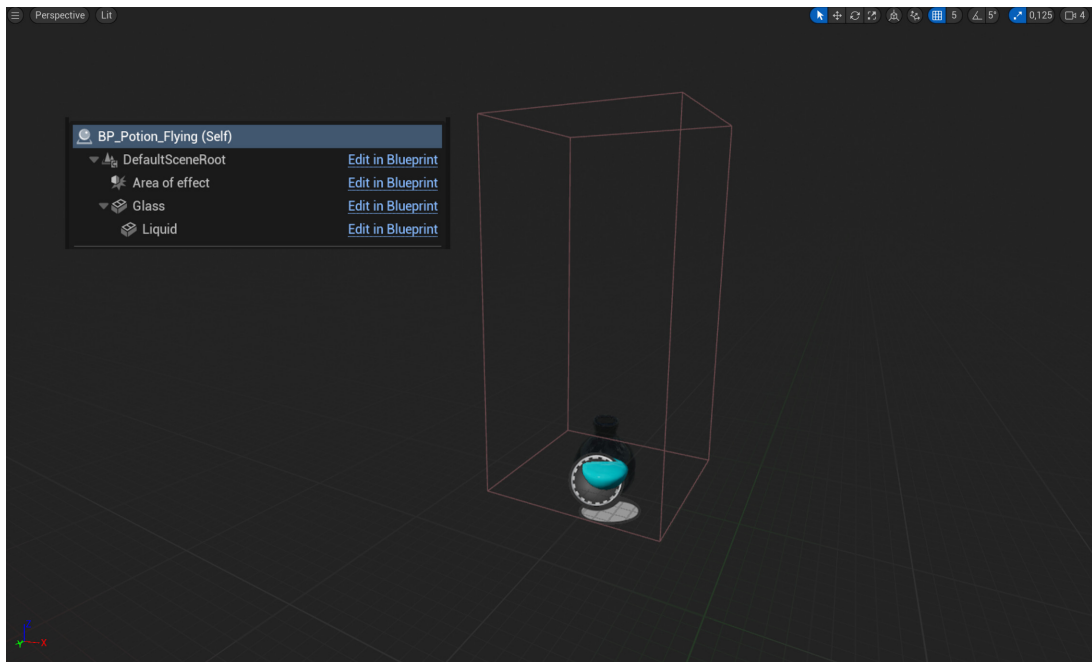 Perspective Lit 5 5° 0,125 4
BP_Potion_Flying (Self)
DefaultSceneRoot Edit in Blueprint
Area of effect Edit in Blueprint
Glass Edit in Blueprint
Liquid Edit in Blueprint
Z
X
Y